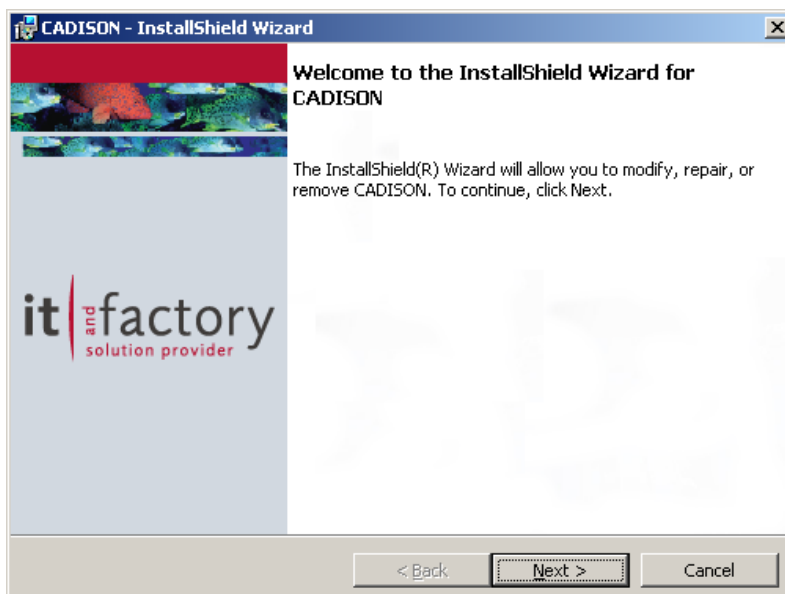 CADISON - InstallShield Wizard
Welcome to the InstallShield Wizard for
CADISON
The InstallShield(R) Wizard will allow you to modify, repair, or
remove CADISON. To continue, click Next.
it and factory
solution provider
< Back
Next >
Cancel